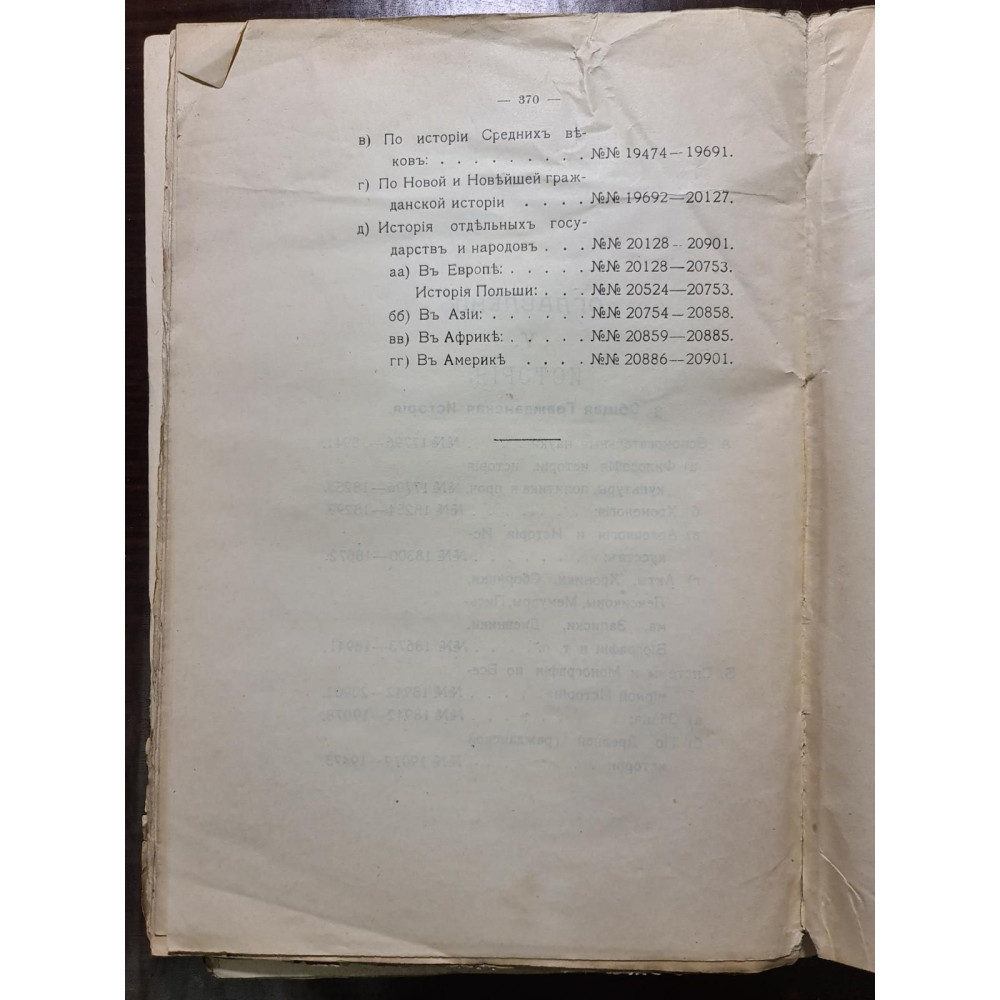 — 370 —
в) По исторіи Среднихъ вѣ-
ковъ: . . . . . . . . . №№ 19474—19691.
г) По Новой и Новѣйшей граж-
данской исторіи . . . . №№ 19692—20127.
д) Исторія отдѣльныхъ госу-
дарствъ и народовъ . . . №№ 20128-20901.
аа) Въ Европѣ: . . . . . №№ 20128—20753.
Исторія Польши: . . . №№ 20524—20753.
бб) Въ Азіи: . . . . . . №№ 20754—20858.
вв) Въ Африкѣ: . . . . . №№ 20859—20885.
гг) Въ Америкѣ . . . . №№ 20886—20901.